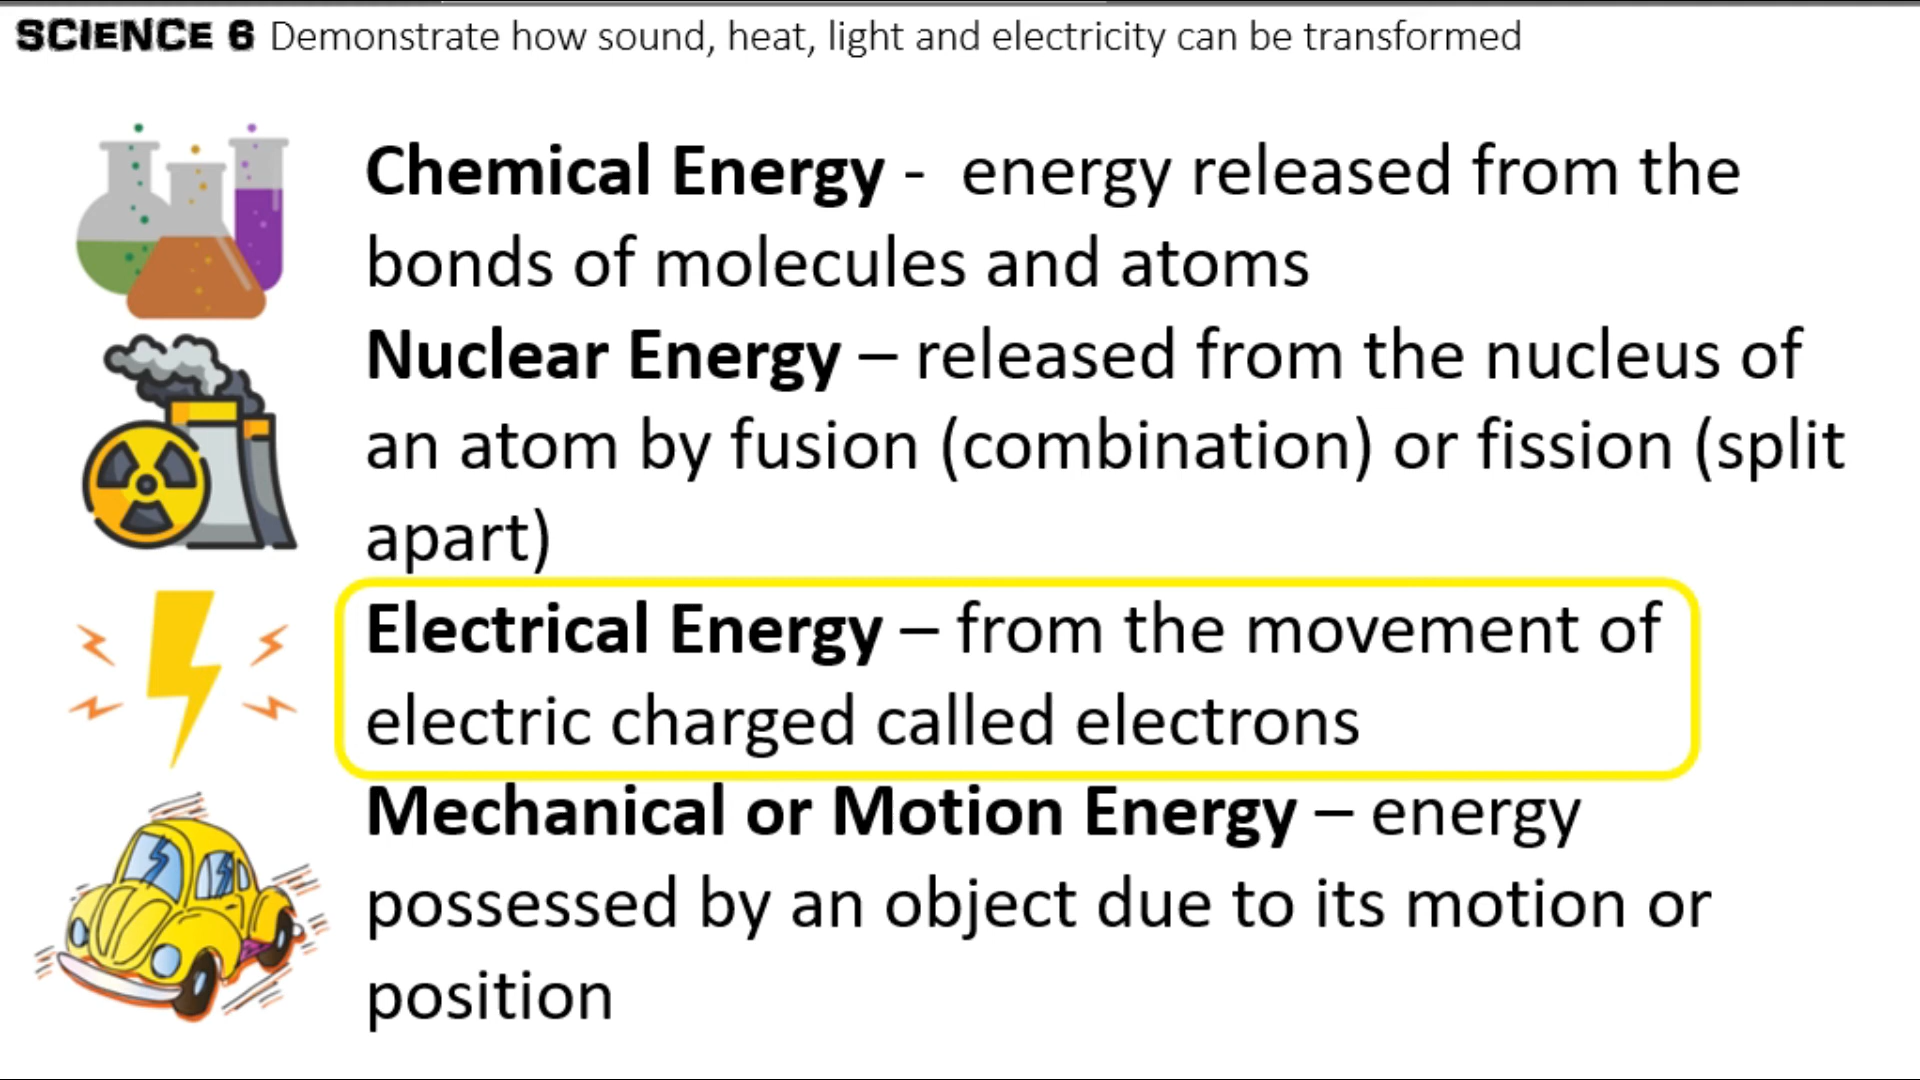 SCIENCE 6 Demonstrate how sound, heat, light and electricity can be transformed
Chemical Energy -  energy released from the
bonds of molecules and atoms
Nuclear Energy – released from the nucleus of
an atom by fusion (combination) or fission (split
apart)
Electrical Energy – from the movement of
electric charged called electrons
Mechanical or Motion Energy – energy
possessed by an object due to its motion or
position